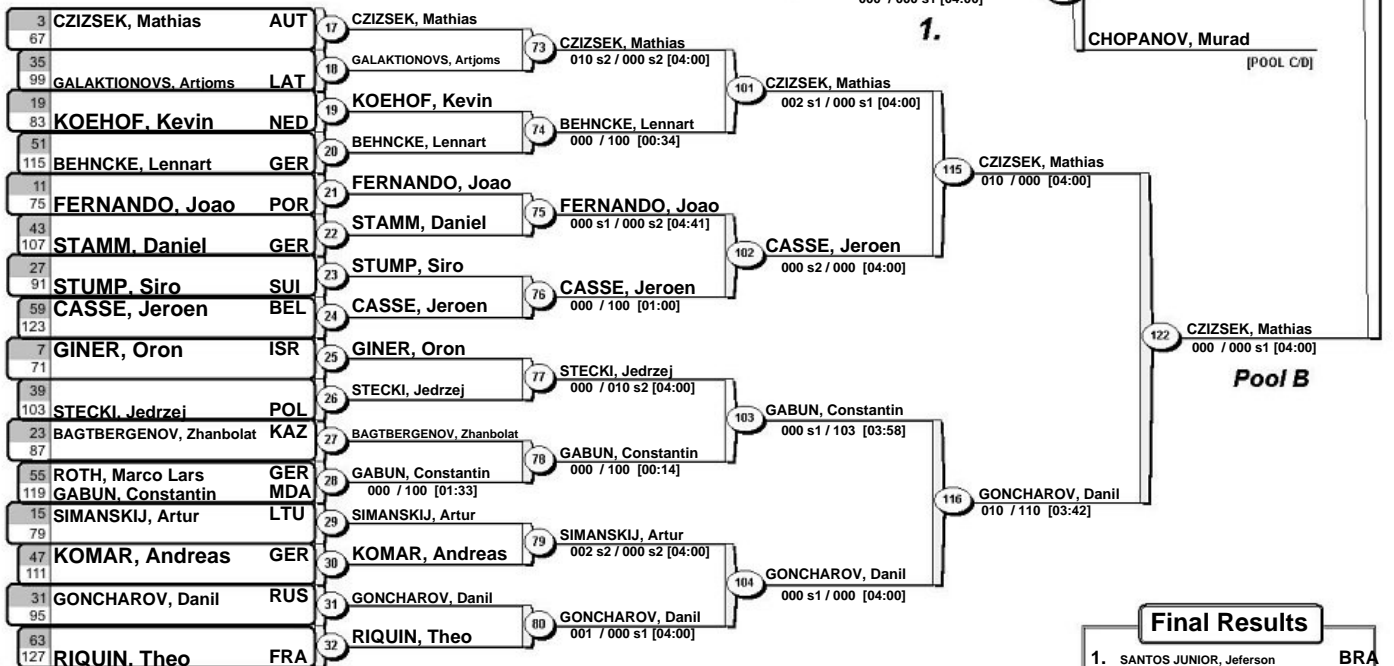 000 / 000 s1 [04:00]
1.
CHOPANOV, Murad
[POOL C/D]
3 CZIZSEK, Mathias AUT
67
35
99 GALAKTIONOVS, Artjoms LAT
19
83 KOEHOF, Kevin NED
51
115 BEHNCKE, Lennart GER
11
75 FERNANDO, Joao POR
43
107 STAMM, Daniel GER
27
91 STUMP, Siro SUI
59 CASSE, Jeroen BEL
123
7 GINER, Oron ISR
71
39
103 STECKI, Jedrzej POL
23 BAGTBERGENOV, Zhanbolat KAZ
87
55 ROTH, Marco Lars GER
119 GABUN, Constantin MDA
15 SIMANSKIJ, Artur LTU
79
47 KOMAR, Andreas GER
111
31 GONCHAROV, Danil RUS
95
63
127 RIQUIN, Theo FRA
17 CZIZSEK, Mathias
18 GALAKTIONOVS, Artjoms
19 KOEHOF, Kevin
20 BEHNCKE, Lennart
21 FERNANDO, Joao
22 STAMM, Daniel
23 STUMP, Siro
24 CASSE, Jeroen
25 GINER, Oron
26 STECKI, Jedrzej
27 BAGTBERGENOV, Zhanbolat
28 GABUN, Constantin
000 / 100 [01:33]
29 SIMANSKIJ, Artur
30 KOMAR, Andreas
31 GONCHAROV, Danil
32 RIQUIN, Theo
73 CZIZSEK, Mathias
010 s2 / 000 s2 [04:00]
74 BEHNCKE, Lennart
000 / 100 [00:34]
75 FERNANDO, Joao
000 s1 / 000 s2 [04:41]
76 CASSE, Jeroen
000 / 100 [01:00]
77 STECKI, Jedrzej
000 / 010 s2 [04:00]
78 GABUN, Constantin
000 / 100 [00:14]
79 SIMANSKIJ, Artur
002 s2 / 000 s2 [04:00]
80 GONCHAROV, Danil
001 / 000 s1 [04:00]
101 CZIZSEK, Mathias
002 s1 / 000 s1 [04:00]
102 CASSE, Jeroen
000 s2 / 000 [04:00]
103 GABUN, Constantin
000 s1 / 103 [03:58]
104 GONCHAROV, Danil
000 s1 / 000 [04:00]
115 CZIZSEK, Mathias
010 / 000 [04:00]
116 GONCHAROV, Danil
010 / 110 [03:42]
122 CZIZSEK, Mathias
000 / 000 s1 [04:00]
Pool B
Final Results
1. SANTOS JUNIOR, Jeferson BRA